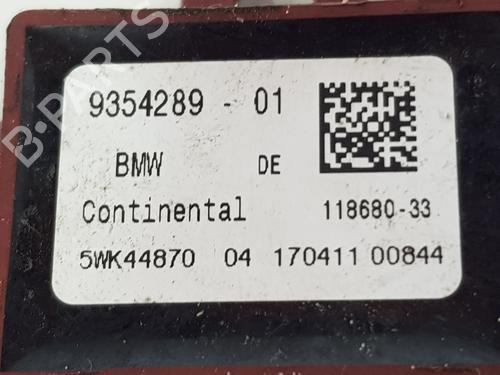 B-PARTS
9354289 - 01
BMW DE
Continental 118680-33
5WK44870 04 170411 00844